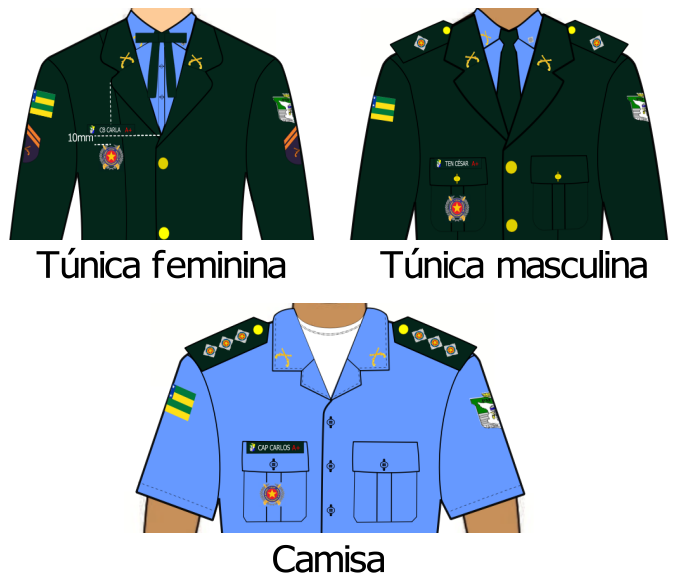 CB CARLA A+
10mm
TEN CÉSAR A+
Túnica feminina
Túnica masculina
CAP CARLOS A+
Camisa